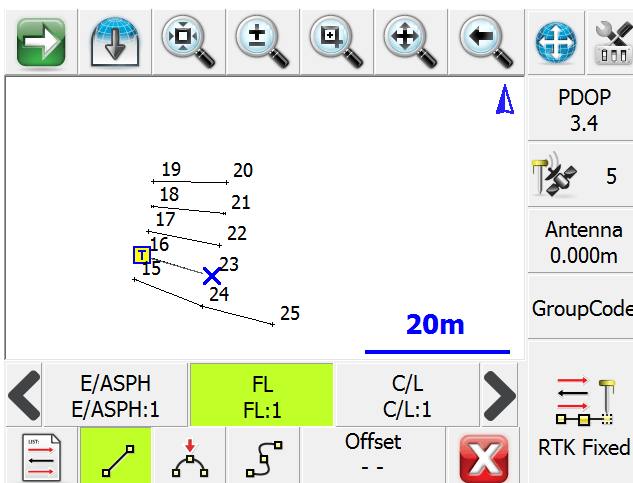 PDOP
3.4
5
Antenna
0.000m
GroupCode
RTK Fixed
19 20
18 21
17 22
16 23
T
15 24
25
20m
E/ASPH
E/ASPH:1
FL
FL:1
C/L
C/L:1
LIST:
Offset
- -